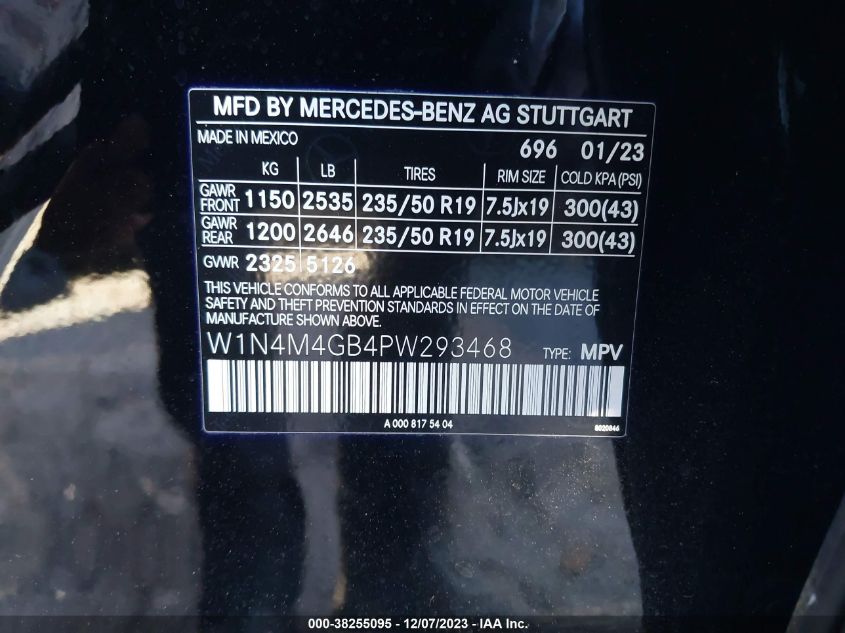 MFD BY MERCEDES-BENZ AG STUTTGART
MADE IN MEXICO
696 01/23
KG LB TIRES RIM SIZE COLD KPA(PSI)
GAWR FRONT 1150 2535 235/50 R19 7.5Jx19 300(43)
GAWR REAR 1200 2646 235/50 R19 7.5Jx19 300(43)
GVWR 2325 5126
THIS VEHICLE CONFORMS TO ALL APPLICABLE FEDERAL MOTOR VEHICLE
SAFETY AND THEFT PREVENTION STANDARDS IN EFFECT ON THE DATE OF
MANUFACTURE SHOWN ABOVE.
W1N4M4GB4PW293468 TYPE: MPV
A 000 817 54 04
8020846
000-38255095 - 12/07/2023 - IAA Inc.